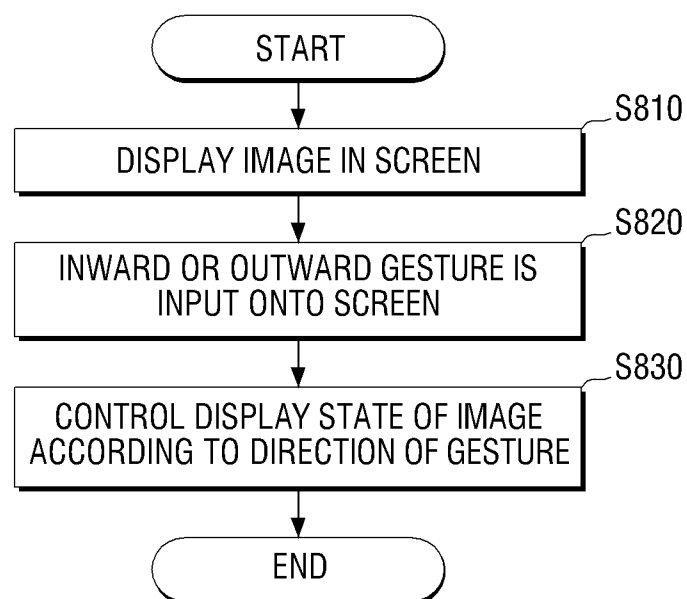 START
S810
DISPLAY IMAGE IN SCREEN
S820
INWARD OR OUTWARD GESTURE IS
INPUT ONTO SCREEN
S830
CONTROL DISPLAY STATE OF IMAGE
ACCORDING TO DIRECTION OF GESTURE
END